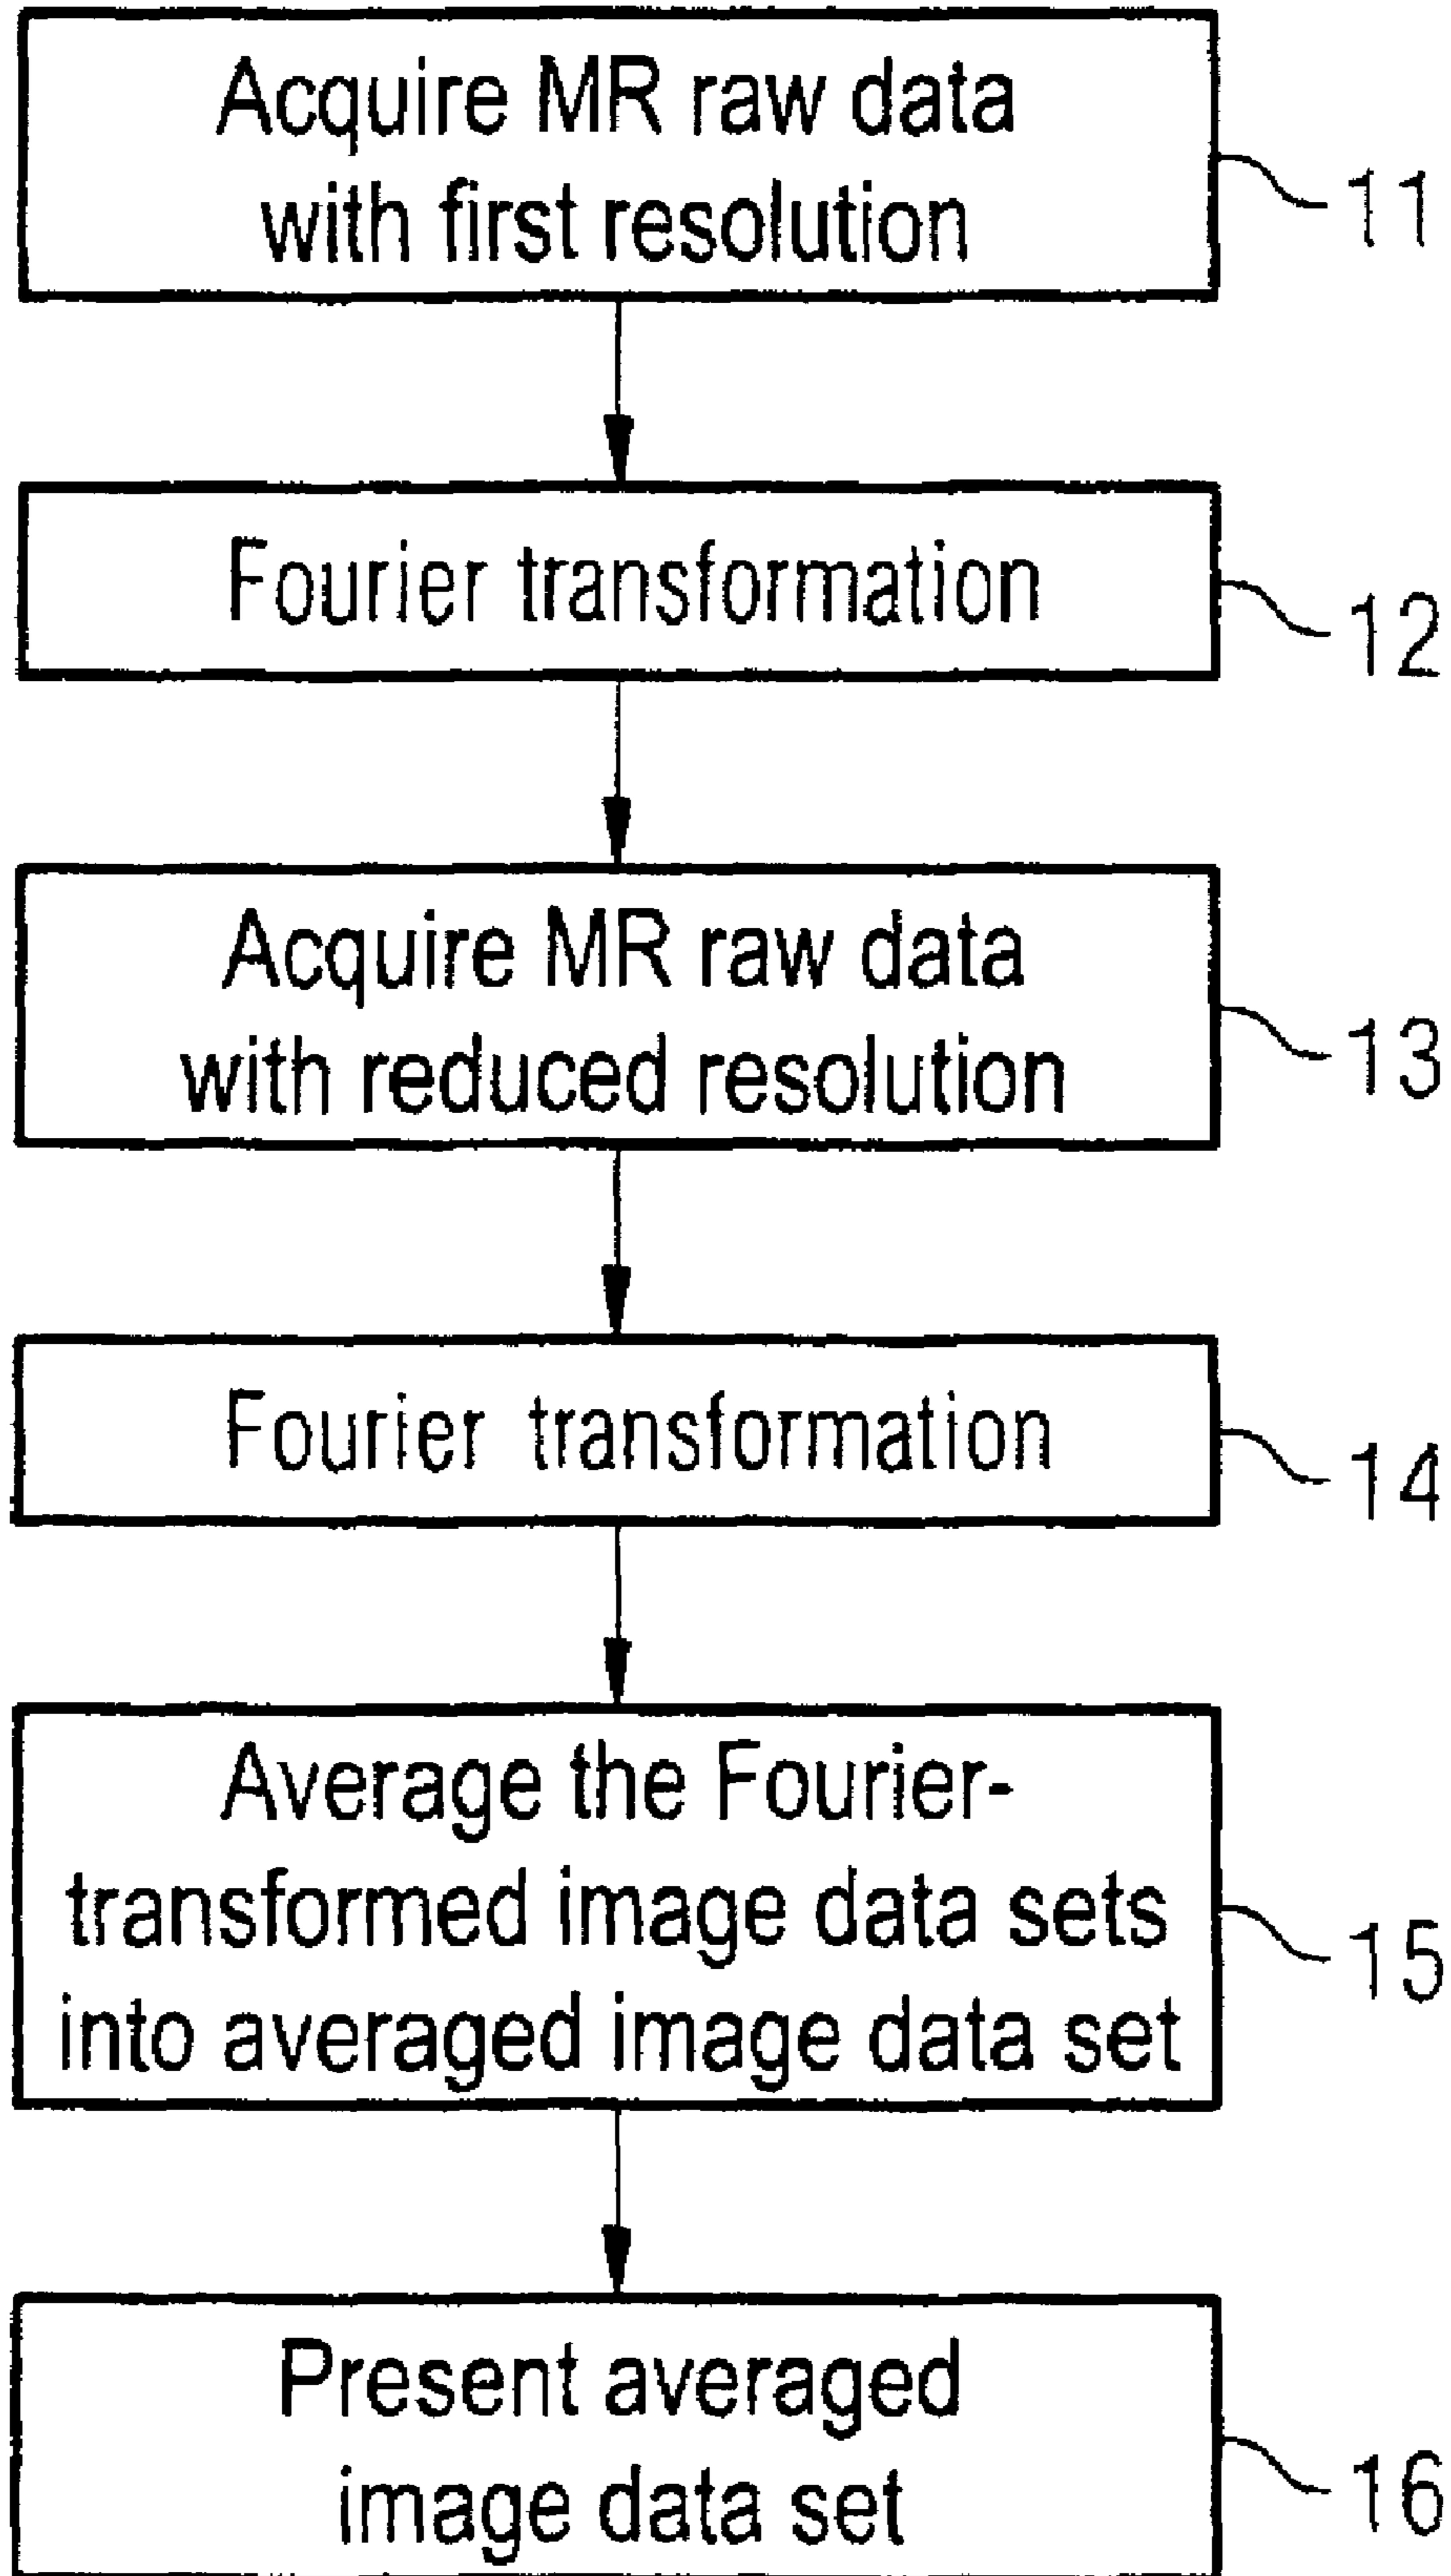 Acquire MR raw data
with first resolution
11
Fourier transformation
12
Acquire MR raw data
with reduced resolution
13
Fourier transformation
14
Average the Fourier-
transformed image data sets
into averaged image data set
15
Present averaged
image data set
16